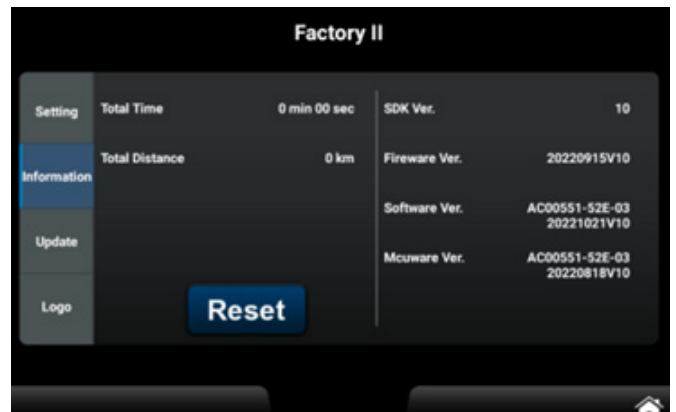 Factory II
Setting
Information
Update
Logo
Total Time 0 min 00 sec
Total Distance 0 km
Reset
SDK Ver. 10
Fireware Ver. 20220915V10
Software Ver. AC00551-52E-03
20221021V10
Mcuware Ver. AC00551-52E-03
20220818V10